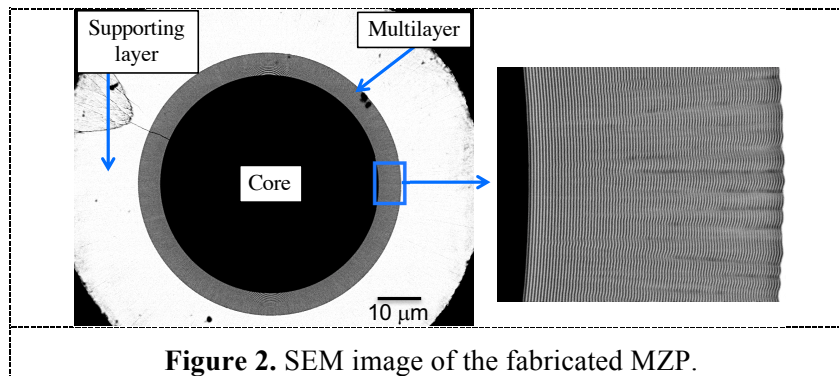 Supporting
layer
Multilayer
Core
10 μm
Figure 2. SEM image of the fabricated MZP.